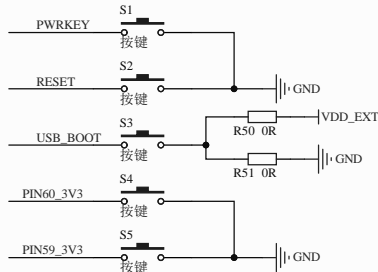 S1
PWRKEY
按键
S2
RESET
GND
按键
S3
VDD_EXT
USB_BOOT
R50 0R
按键
GND
R51 0R
S4
PIN60_3V3
按键
S5
PIN59_3V3
GND
按键